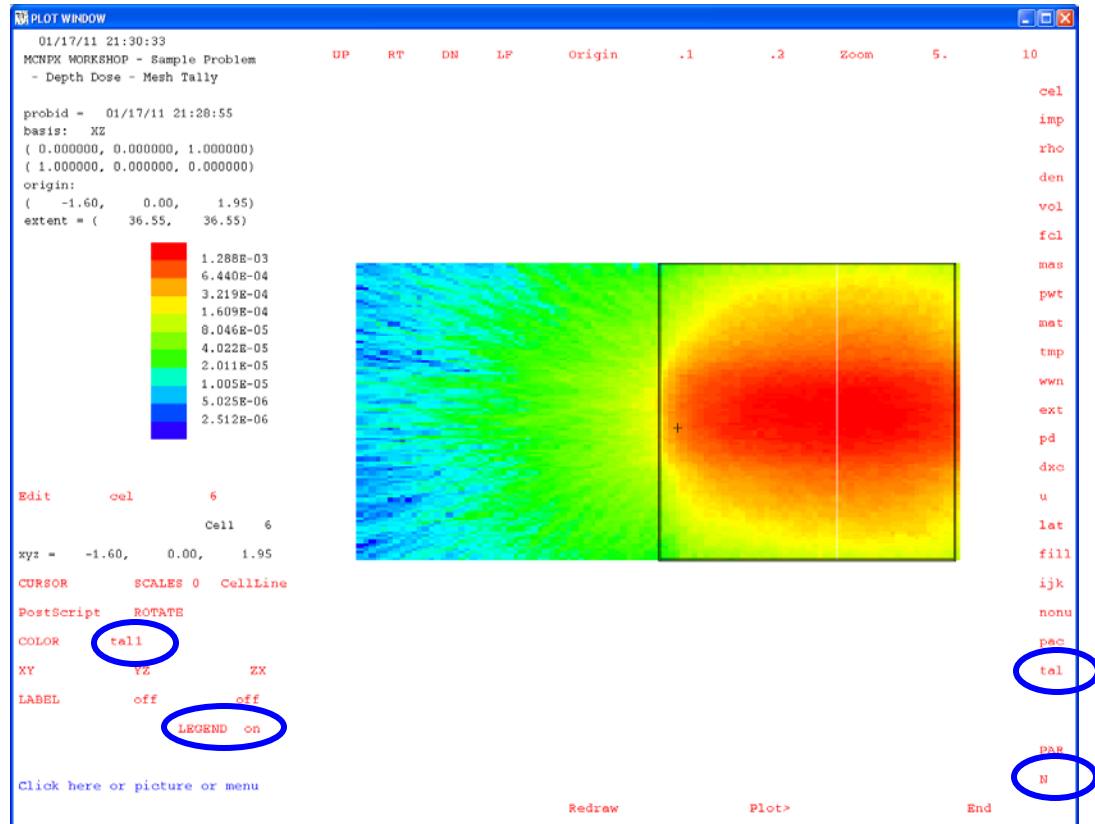 PLOT WINDOW
01/17/11 21:30:33
MCNPX WORKSHOP - Sample Problem
- Depth Dose - Mesh Tally
probid = 01/17/11 21:28:55
basis: XZ
( 0.000000, 0.000000, 1.000000)
( 1.000000, 0.000000, 0.000000)
origin:
( -1.60, 0.00, 1.95)
extent = ( 36.55, 36.55)
UP RT DN LF Origin .1 .2 Zoom 5. 10
1.288E-03
6.440E-04
3.219E-04
1.609E-04
8.046E-05
4.022E-05
2.011E-05
1.005E-05
5.025E-06
2.512E-06
Edit cel 6
Cell 6
xyz = -1.60, 0.00, 1.95
CURSOR SCALES 0 CellLine
PostScript ROTATE
COLOR tal1
XY YZ ZX
LABEL off off
LEGEND on
Click here or picture or menu
cel
imp
rho
den
vol
fcl
mas
pwt
mat
tmp
wwn
ext
pd
dxc
u
lat
fill
ijk
nonu
pac
tal
PAR
N
Redraw Plot> End